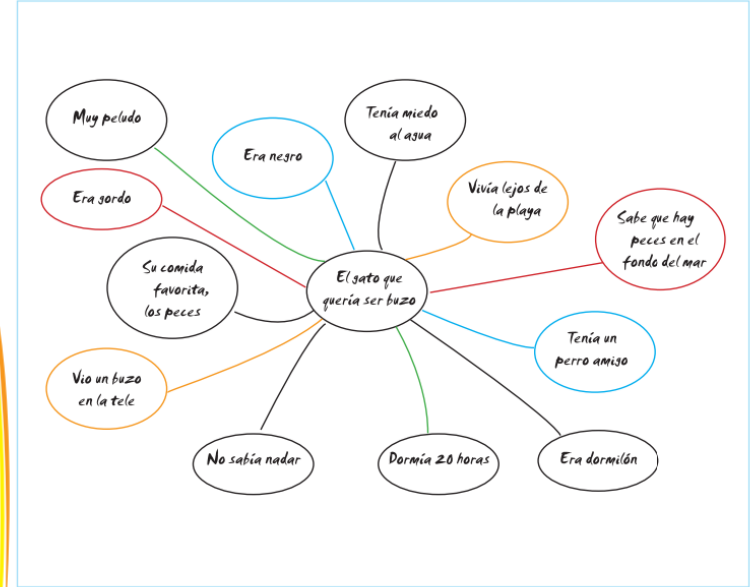 Muy peludo
Tenía miedo
al agua
Era negro
Vivía lejos de
la playa
Era gordo
Sabe que hay
peces en el
fondo del mar
Su comida
favorita,
los peces
El gato que
quería ser buzo
Tenía un
perro amigo
Vio un buzo
en la tele
No sabía nadar
Dormía 20 horas
Era dormilón